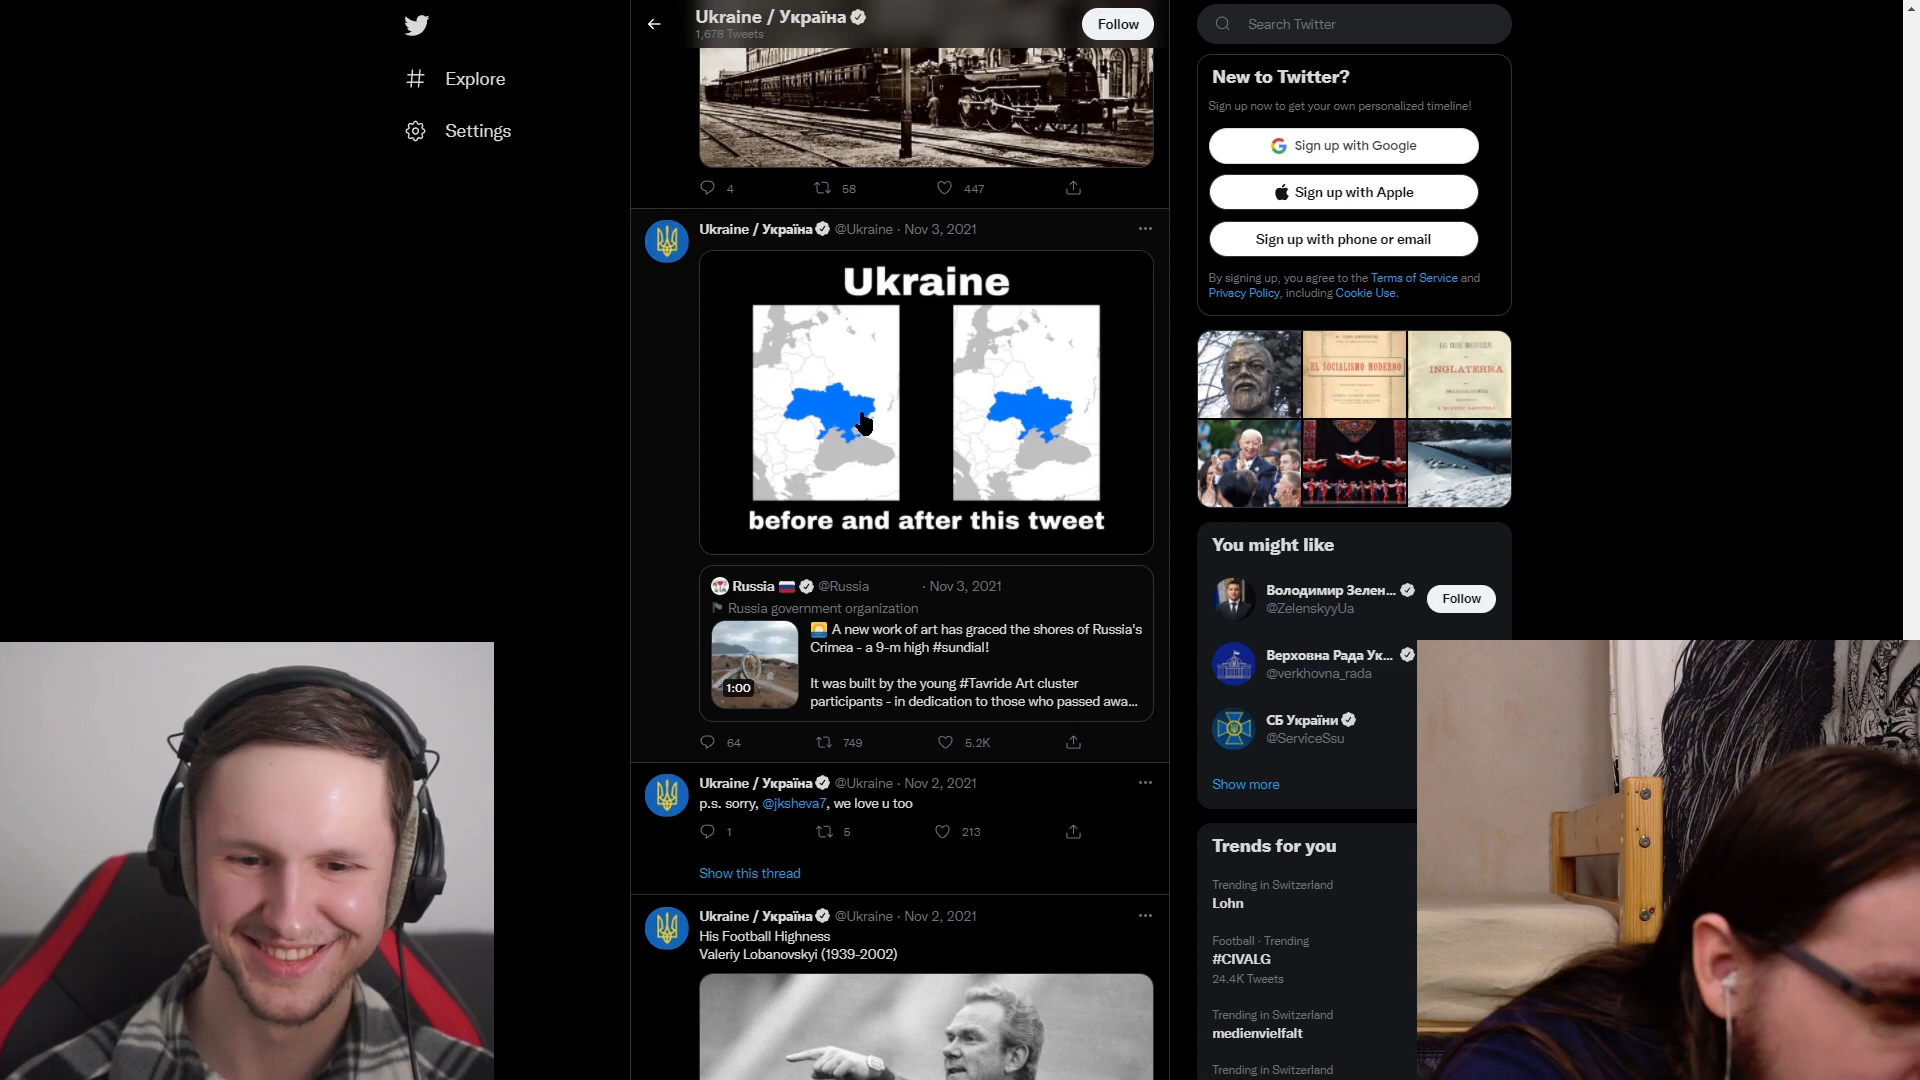 Explore
Settings
Ukraine / Україна
1,678 Tweets
Follow
4
58
447
Ukraine / Україна @Ukraine · Nov 3, 2021
Ukraine
before and after this tweet
Russia 🇷🇺 @Russia · Nov 3, 2021
Russia government organization
🌅 A new work of art has graced the shores of Russia's
Crimea - a 9-m high #sundial!
It was built by the young #Tavride Art cluster
participants - in dedication to those who passed awa...
1:00
64
749
5.2K
Ukraine / Україна @Ukraine · Nov 2, 2021
p.s. sorry, @jksheva7, we love u too
1
5
213
Show this thread
Ukraine / Україна @Ukraine · Nov 2, 2021
His Football Highness
Valeriy Lobanovskyi (1939-2002)
Search Twitter
New to Twitter?
Sign up now to get your own personalized timeline!
Sign up with Google
Sign up with Apple
Sign up with phone or email
By signing up, you agree to the Terms of Service and
Privacy Policy, including Cookie Use.
EL SOCIALISMO MODERNO
INGLATERRA
You might like
Володимир Зелен...
@ZelenskyyUa
Follow
Верховна Рада Ук...
@verkhovna_rada
СБ України
@ServiceSsu
Show more
Trends for you
Trending in Switzerland
Lohn
Football · Trending
#CIVALG
24.4K Tweets
Trending in Switzerland
medienvielfalt
Trending in Switzerland